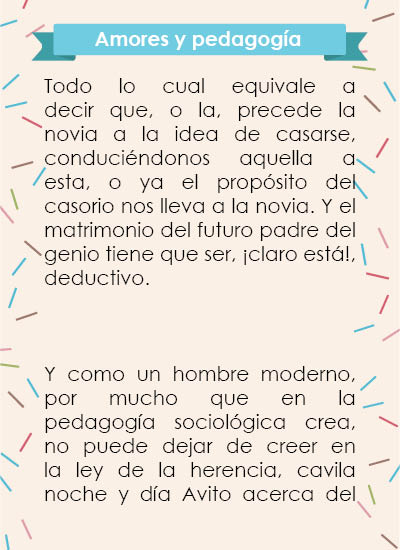 Amores y pedagogía
Todo lo cual equivale a
decir que, o la, precede la
novia a la idea de casarse,
conduciéndonos aquella a
esta, o ya el propósito del
casorio nos lleva a la novia. Y el
matrimonio del futuro padre del
genio tiene que ser, ¡claro está!,
deductivo.
Y como un hombre moderno,
por mucho que en la
pedagogía sociológica crea,
no puede dejar de creer en
la ley de la herencia, cavila
noche y día Avito acerca del